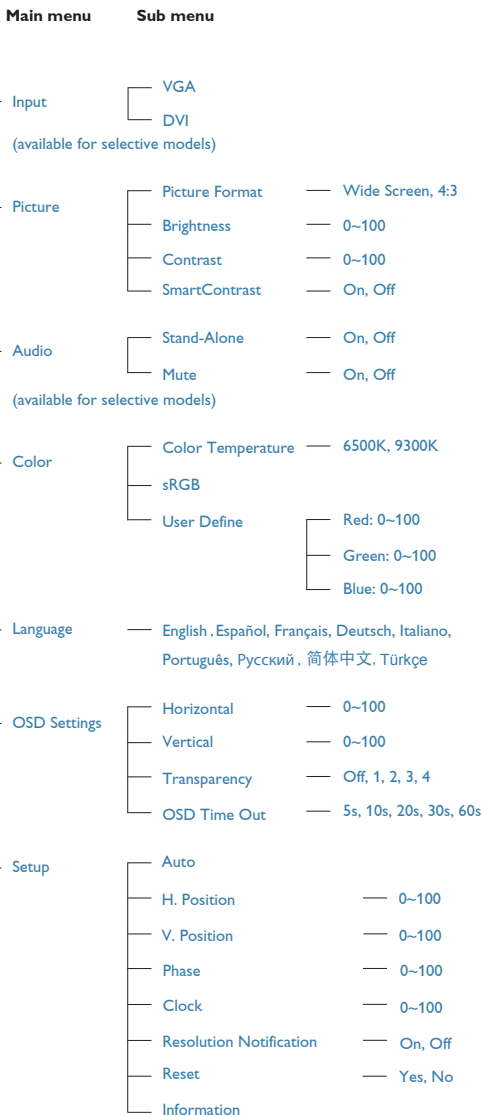 Main menu Sub menu
Input VGA
DVI
(available for selective models)
Picture Picture Format Wide Screen, 4:3
Brightness 0~100
Contrast 0~100
SmartContrast On, Off
Audio Stand-Alone On, Off
Mute On, Off
(available for selective models)
Color Color Temperature 6500K, 9300K
sRGB
User Define Red: 0~100
Green: 0~100
Blue: 0~100
Language English , Español, Français, Deutsch, Italiano,
Português, Русский , 简体中文, Türkçe
OSD Settings Horizontal 0~100
Vertical 0~100
Transparency Off, 1, 2, 3, 4
OSD Time Out 5s, 10s, 20s, 30s, 60s
Setup Auto
H. Position 0~100
V. Position 0~100
Phase 0~100
Clock 0~100
Resolution Notification On, Off
Reset Yes, No
Information